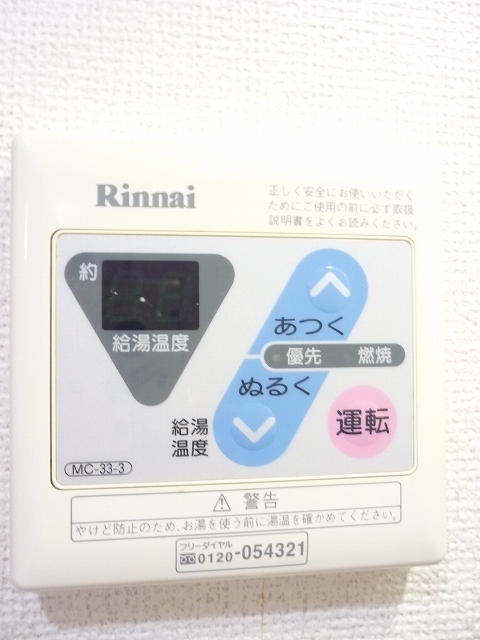 Rinnai
正しく安全にお使いいただく
ためにご使用の前に必ず取扱
説明書をよくお読みください。
約
給湯温度
あつく
優先 燃焼
ぬるく
給湯
温度
運転
MC-33-3
⚠ 警告
やけど防止のため、お湯を使う前に湯温を確かめてください。
フリーダイヤル
0120-054321